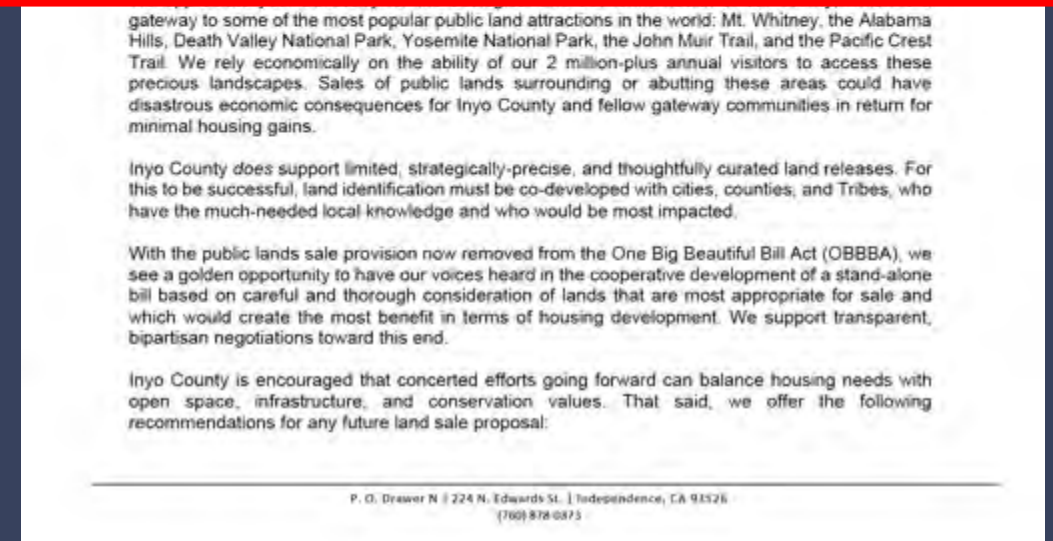 gateway to some of the most popular public land attractions in the world: Mt. Whitney, the Alabama
Hills, Death Valley National Park, Yosemite National Park, the John Muir Trail, and the Pacific Crest
Trail. We rely economically on the ability of our 2 million-plus annual visitors to access these
precious landscapes. Sales of public lands surrounding or abutting these areas could have
disastrous economic consequences for Inyo County and fellow gateway communities in return for
minimal housing gains.
Inyo County does support limited, strategically-precise, and thoughtfully curated land releases. For
this to be successful, land identification must be co-developed with cities, counties, and Tribes, who
have the much-needed local knowledge and who would be most impacted.
With the public lands sale provision now removed from the One Big Beautiful Bill Act (OBBBA), we
see a golden opportunity to have our voices heard in the cooperative development of a stand-alone
bill based on careful and thorough consideration of lands that are most appropriate for sale and
which would create the most benefit in terms of housing development. We support transparent,
bipartisan negotiations toward this end.
Inyo County is encouraged that concerted efforts going forward can balance housing needs with
open space, infrastructure, and conservation values. That said, we offer the following
recommendations for any future land sale proposal:
P. O. Drawer N | 224 N. Edwards St. | Independence, CA 93526
(760) 878-0373